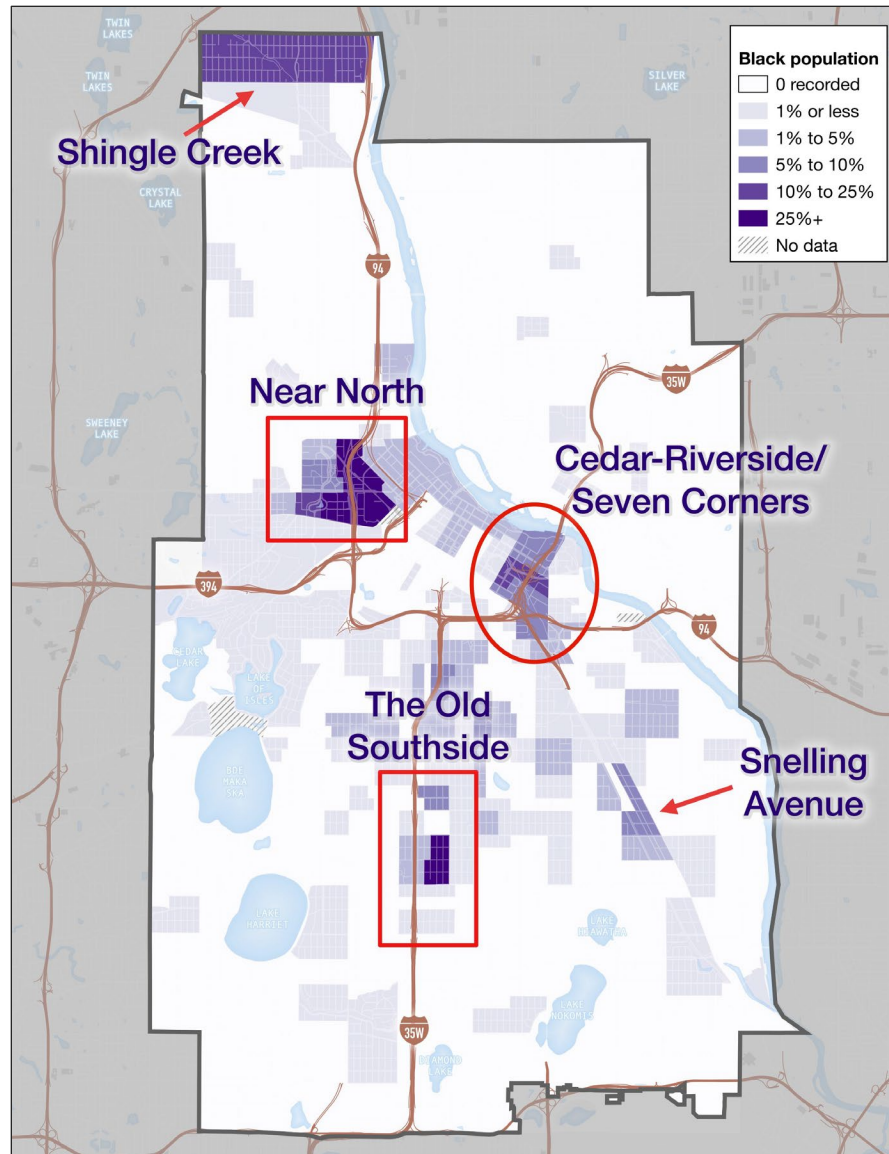 TWIN
LAKES
TWIN
LAKES
SILVER
LAKE
Black population
0 recorded
1% or less
1% to 5%
5% to 10%
10% to 25%
25%+
No data
Shingle Creek
CRYSTAL
LAKE
94
35W
Near North
SWEENEY
LAKE
Cedar-Riverside/
Seven Corners
394
94
CEDAR
LAKE
LAKE
OF
ISLES
The Old
Southside
BDE
MAKA
SKA
Snelling
Avenue
LAKE
HARRIET
LAKE
HIAWATHA
LAKE
NOKOMIS
35W
DIAMOND
LAKE